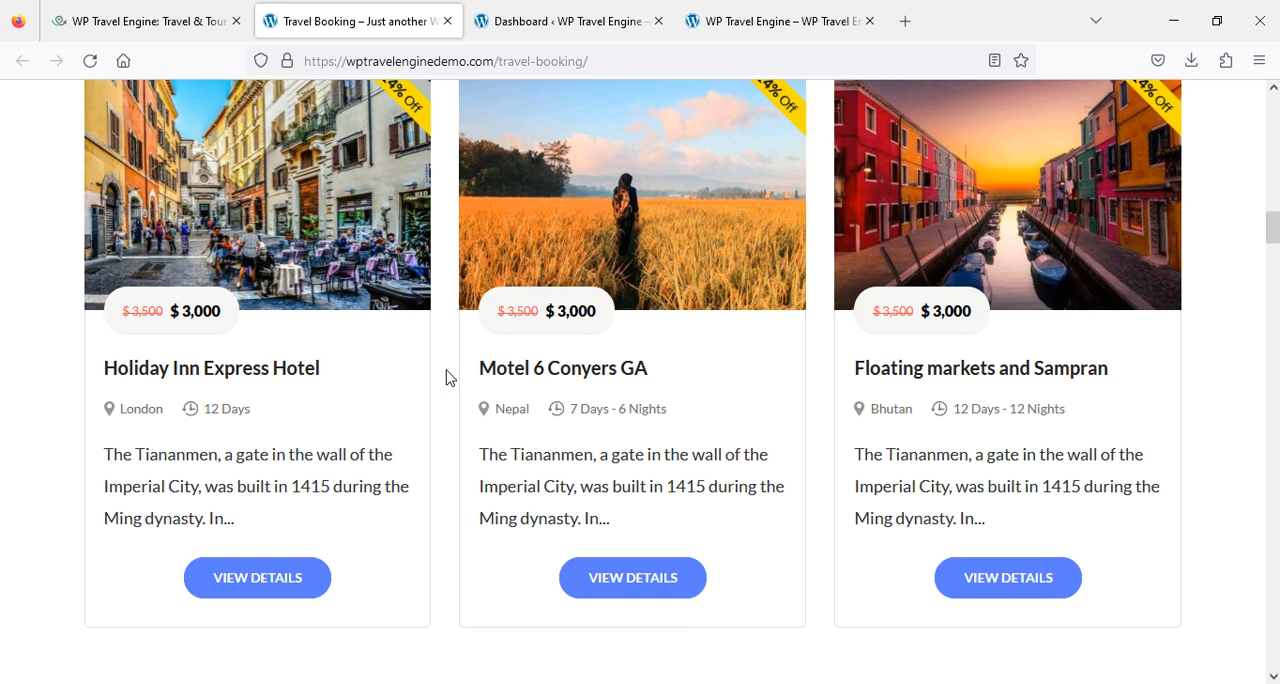 WP Travel Engine: Travel & Tour
Travel Booking – Just another W
Dashboard ‹ WP Travel Engine –
WP Travel Engine – WP Travel En
https://wptravelenginedemo.com/travel-booking/
14% Off
14% Off
14% Off
$ 3,500 $ 3,000
$ 3,500 $ 3,000
$ 3,500 $ 3,000
Holiday Inn Express Hotel
Motel 6 Conyers GA
Floating markets and Sampran
London 12 Days
Nepal 7 Days - 6 Nights
Bhutan 12 Days - 12 Nights
The Tiananmen, a gate in the wall of the
Imperial City, was built in 1415 during the
Ming dynasty. In...
The Tiananmen, a gate in the wall of the
Imperial City, was built in 1415 during the
Ming dynasty. In...
The Tiananmen, a gate in the wall of the
Imperial City, was built in 1415 during the
Ming dynasty. In...
VIEW DETAILS
VIEW DETAILS
VIEW DETAILS